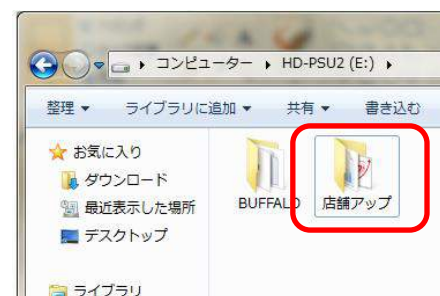 コンピューター ▸ HD-PSU2 (E:) ▸
整理 ▼ ライブラリに追加 ▼ 共有 ▼ 書き込む
お気に入り
ダウンロード
最近表示した場所
デスクトップ
ライブラリ
BUFFALO 店舗アップ